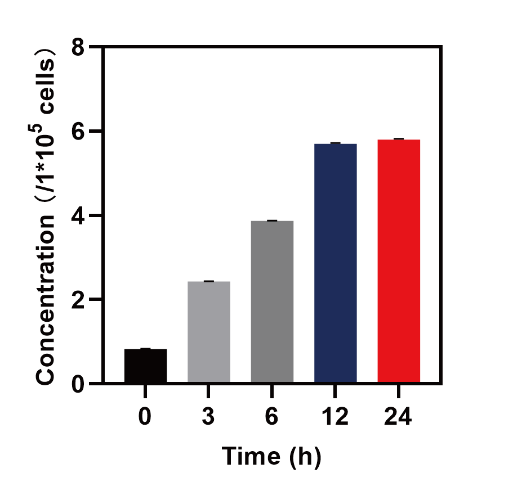 Concentration（/1*10⁵ cells）
8
6
4
2
0
0 3 6 12 24
Time (h)